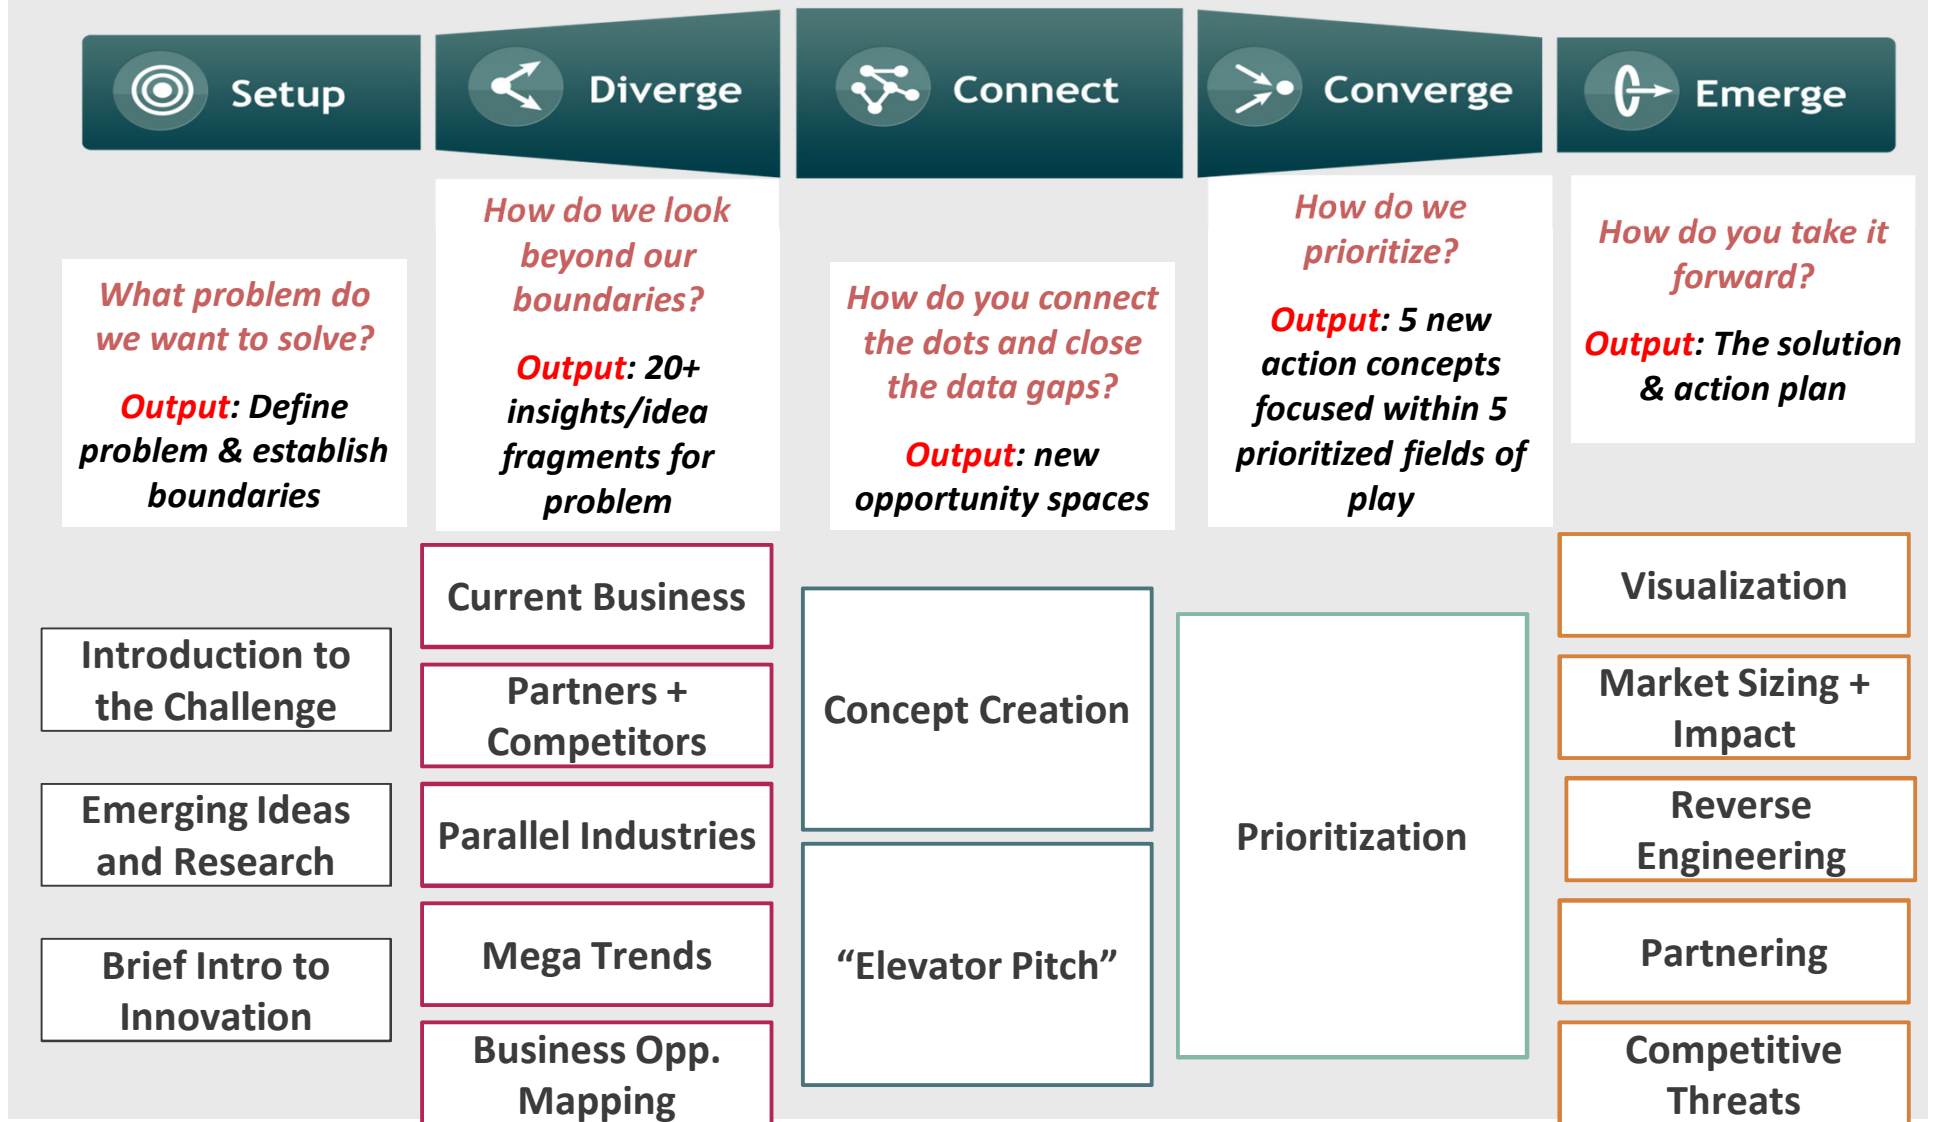 Setup
Diverge
Connect
Converge
Emerge
What problem do
we want to solve?
Output: Define
problem & establish
boundaries
How do we look
beyond our
boundaries?
Output: 20+
insights/idea
fragments for
problem
How do you connect
the dots and close
the data gaps?
Output: new
opportunity spaces
How do we
prioritize?
Output: 5 new
action concepts
focused within 5
prioritized fields of
play
How do you take it
forward?
Output: The solution
& action plan
Introduction to
the Challenge
Emerging Ideas
and Research
Brief Intro to
Innovation
Current Business
Partners +
Competitors
Parallel Industries
Mega Trends
Business Opp.
Mapping
Concept Creation
“Elevator Pitch”
Prioritization
Visualization
Market Sizing +
Impact
Reverse
Engineering
Partnering
Competitive
Threats